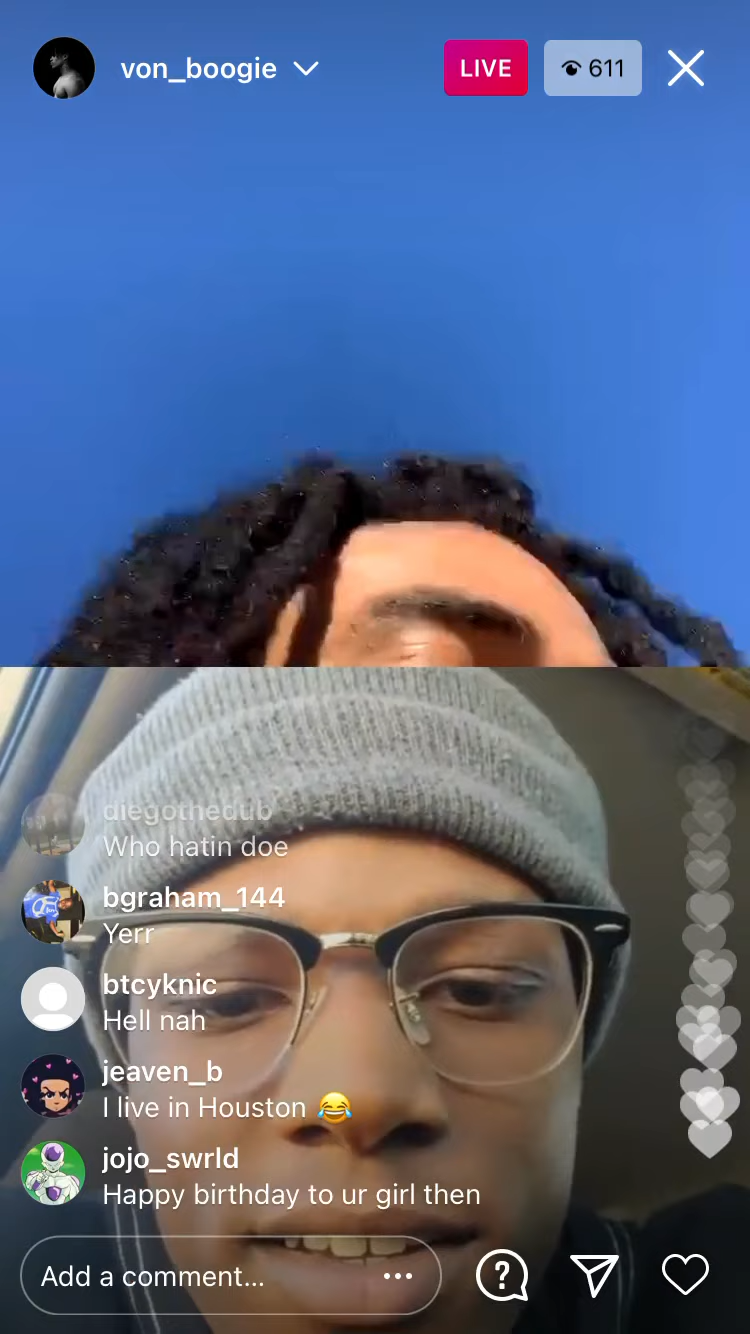 von_boogie
LIVE
611
diegothedub
Who hatin doe
bgraham_144
Yerr
btcyknic
Hell nah
jeaven_b
I live in Houston 😂
jojo_swrld
Happy birthday to ur girl then
Add a comment...